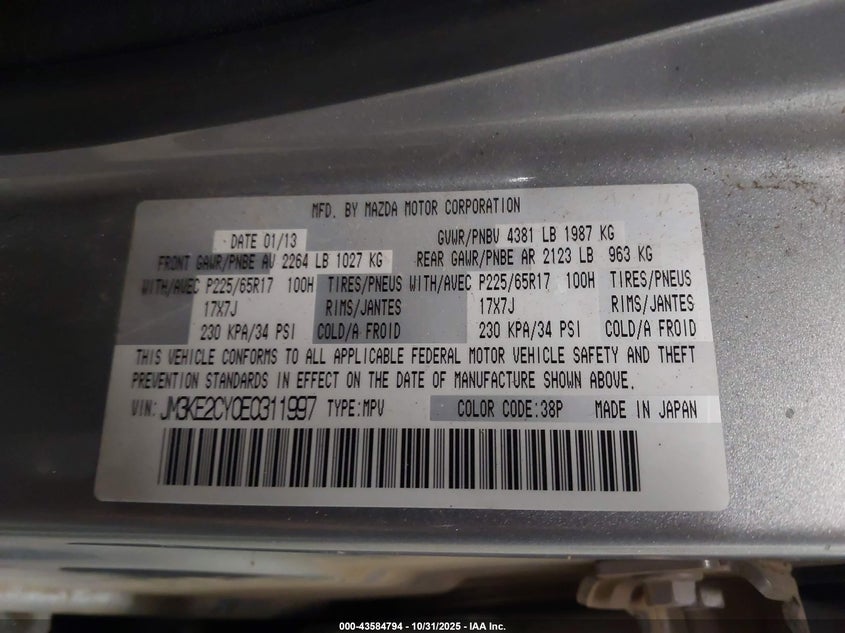 MFD. BY MAZDA MOTOR CORPORATION
DATE 01/13 GVWR/PNBV 4381 LB 1987 KG
FRONT GAWR/PNBE AV 2264 LB 1027 KG REAR GAWR/PNBE AR 2123 LB 963 KG
WITH/AVEC P225/65R17 100H TIRES/PNEUS WITH/AVEC P225/65R17 100H TIRES/PNEUS
17X7J RIMS/JANTES 17X7J RIMS/JANTES
230 KPA/34 PSI COLD/A FROID 230 KPA/34 PSI COLD/A FROID
THIS VEHICLE CONFORMS TO ALL APPLICABLE FEDERAL MOTOR VEHICLE SAFETY AND THEFT
PREVENTION STANDARDS IN EFFECT ON THE DATE OF MANUFACTURE SHOWN ABOVE.
VIN: JM3KE2CY0E0311997 TYPE:MPV COLOR CODE:38P MADE IN JAPAN
000-43584794 - 10/31/2025 - IAA Inc.